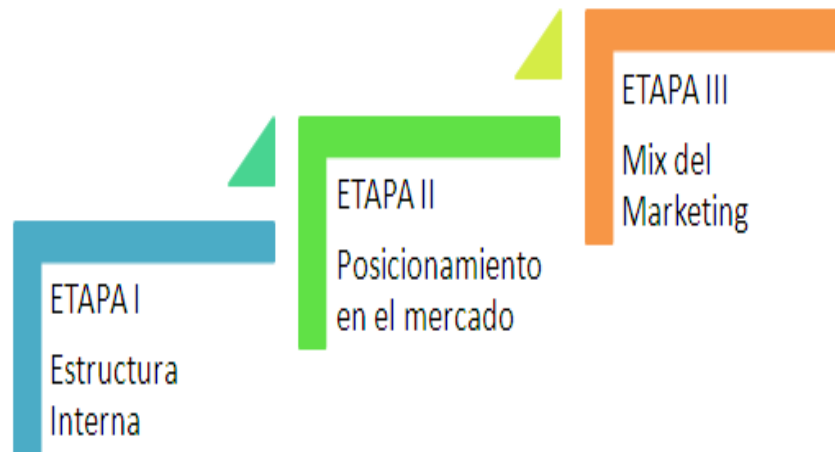 ETAPA I
Estructura
Interna
ETAPA II
Posicionamiento
en el mercado
ETAPA III
Mix del
Marketing